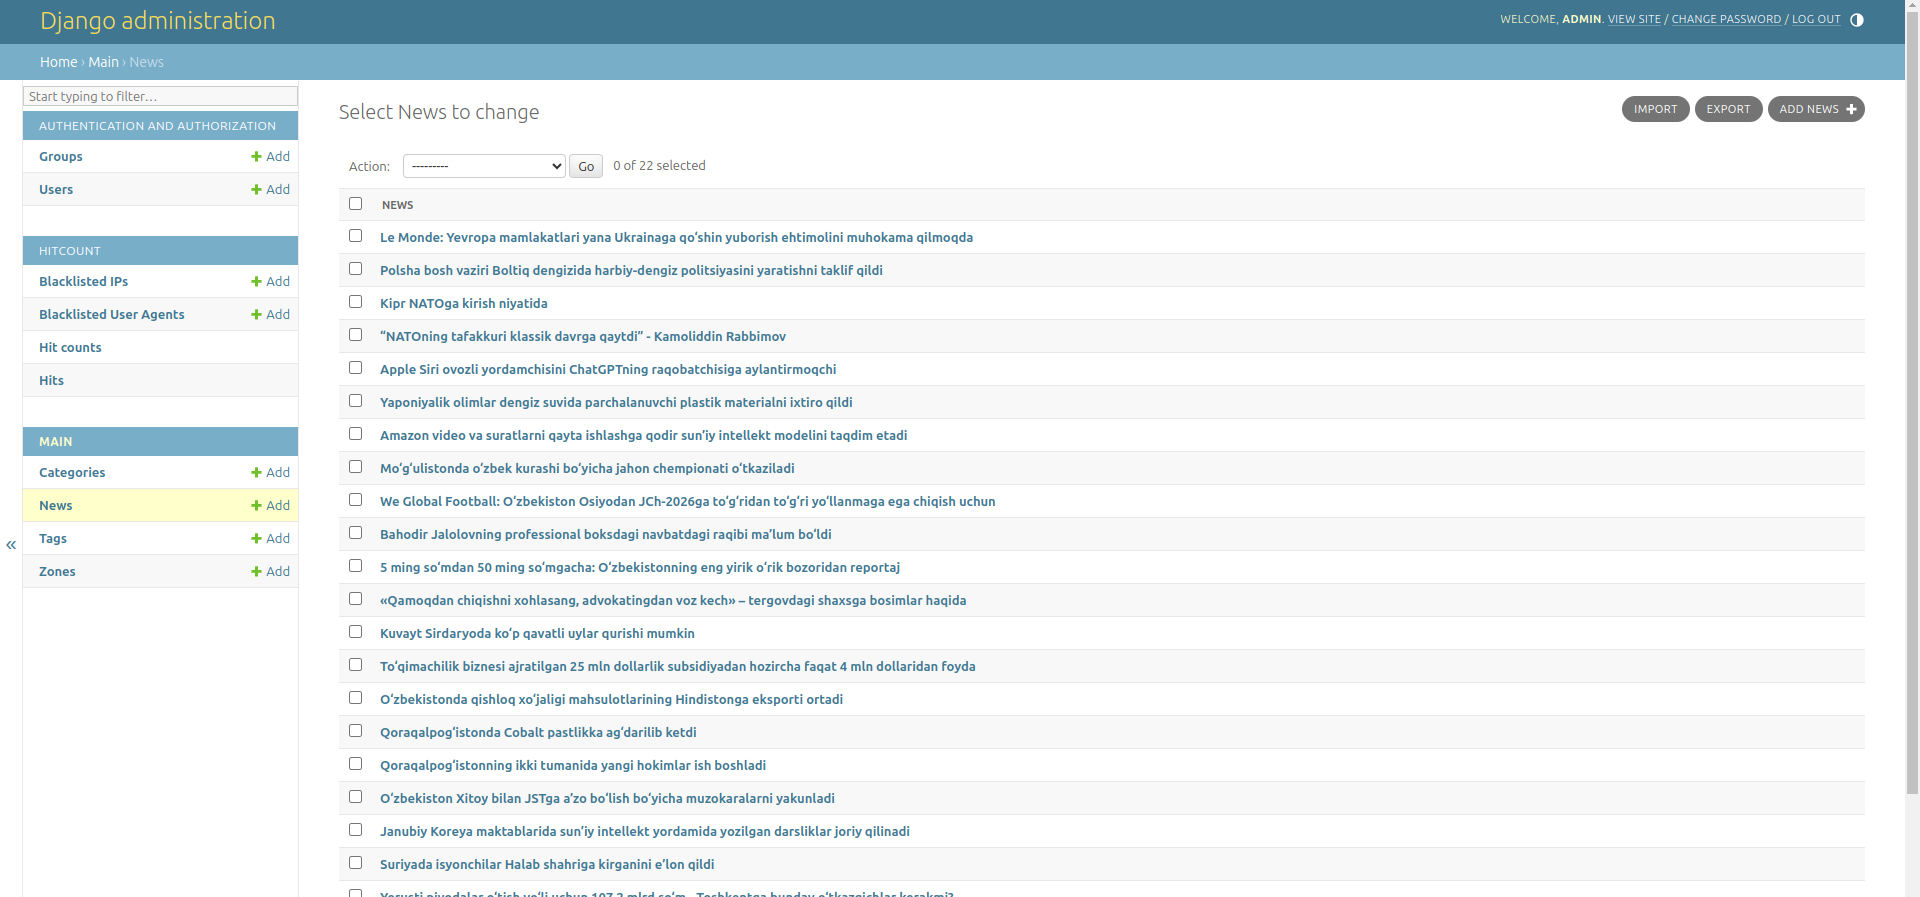 Django administration
WELCOME, ADMIN. VIEW SITE / CHANGE PASSWORD / LOG OUT
Home › Main › News
Start typing to filter…
AUTHENTICATION AND AUTHORIZATION
Groups + Add
Users + Add
HITCOUNT
Blacklisted IPs + Add
Blacklisted User Agents + Add
Hit counts
Hits
MAIN
Categories + Add
News + Add
Tags + Add
Zones + Add
«
Select News to change
IMPORT EXPORT ADD NEWS +
Action: --------- Go 0 of 22 selected
NEWS
Le Monde: Yevropa mamlakatlari yana Ukrainaga qo‘shin yuborish ehtimolini muhokama qilmoqda
Polsha bosh vaziri Boltiq dengizida harbiy-dengiz politsiyasini yaratishni taklif qildi
Kipr NATOga kirish niyatida
“NATOning tafakkuri klassik davrga qaytdi” - Kamoliddin Rabbimov
Apple Siri ovozli yordamchisini ChatGPTning raqobatchisiga aylantirmoqchi
Yaponiyalik olimlar dengiz suvida parchalanuvchi plastik materialni ixtiro qildi
Amazon video va suratlarni qayta ishlashga qodir sun’iy intellekt modelini taqdim etadi
Mo‘g‘ulistonda o‘zbek kurashi bo‘yicha jahon chempionati o‘tkaziladi
We Global Football: O‘zbekiston Osiyodan JCh-2026ga to‘g‘ridan to‘g‘ri yo‘llanmaga ega chiqish uchun
Bahodir Jalolovning professional boksdagi navbatdagi raqibi ma’lum bo‘ldi
5 ming so‘mdan 50 ming so‘mgacha: O‘zbekistonning eng yirik o‘rik bozoridan reportaj
«Qamoqdan chiqishni xohlasang, advokatingdan voz kech» – tergovdagi shaxsga bosimlar haqida
Kuvayt Sirdaryoda ko‘p qavatli uylar qurishi mumkin
To‘qimachilik biznesi ajratilgan 25 mln dollarlik subsidiyadan hozircha faqat 4 mln dollaridan foyda
O‘zbekistonda qishloq xo‘jaligi mahsulotlarining Hindistonga eksporti ortadi
Qoraqalpog‘istonda Cobalt pastlikka ag‘darilib ketdi
Qoraqalpog‘istonning ikki tumanida yangi hokimlar ish boshladi
O‘zbekiston Xitoy bilan JSTga a’zo bo‘lish bo‘yicha muzokaralarni yakunladi
Janubiy Koreya maktablarida sun’iy intellekt yordamida yozilgan darsliklar joriy qilinadi
Suriyada isyonchilar Halab shahriga kirganini e’lon qildi